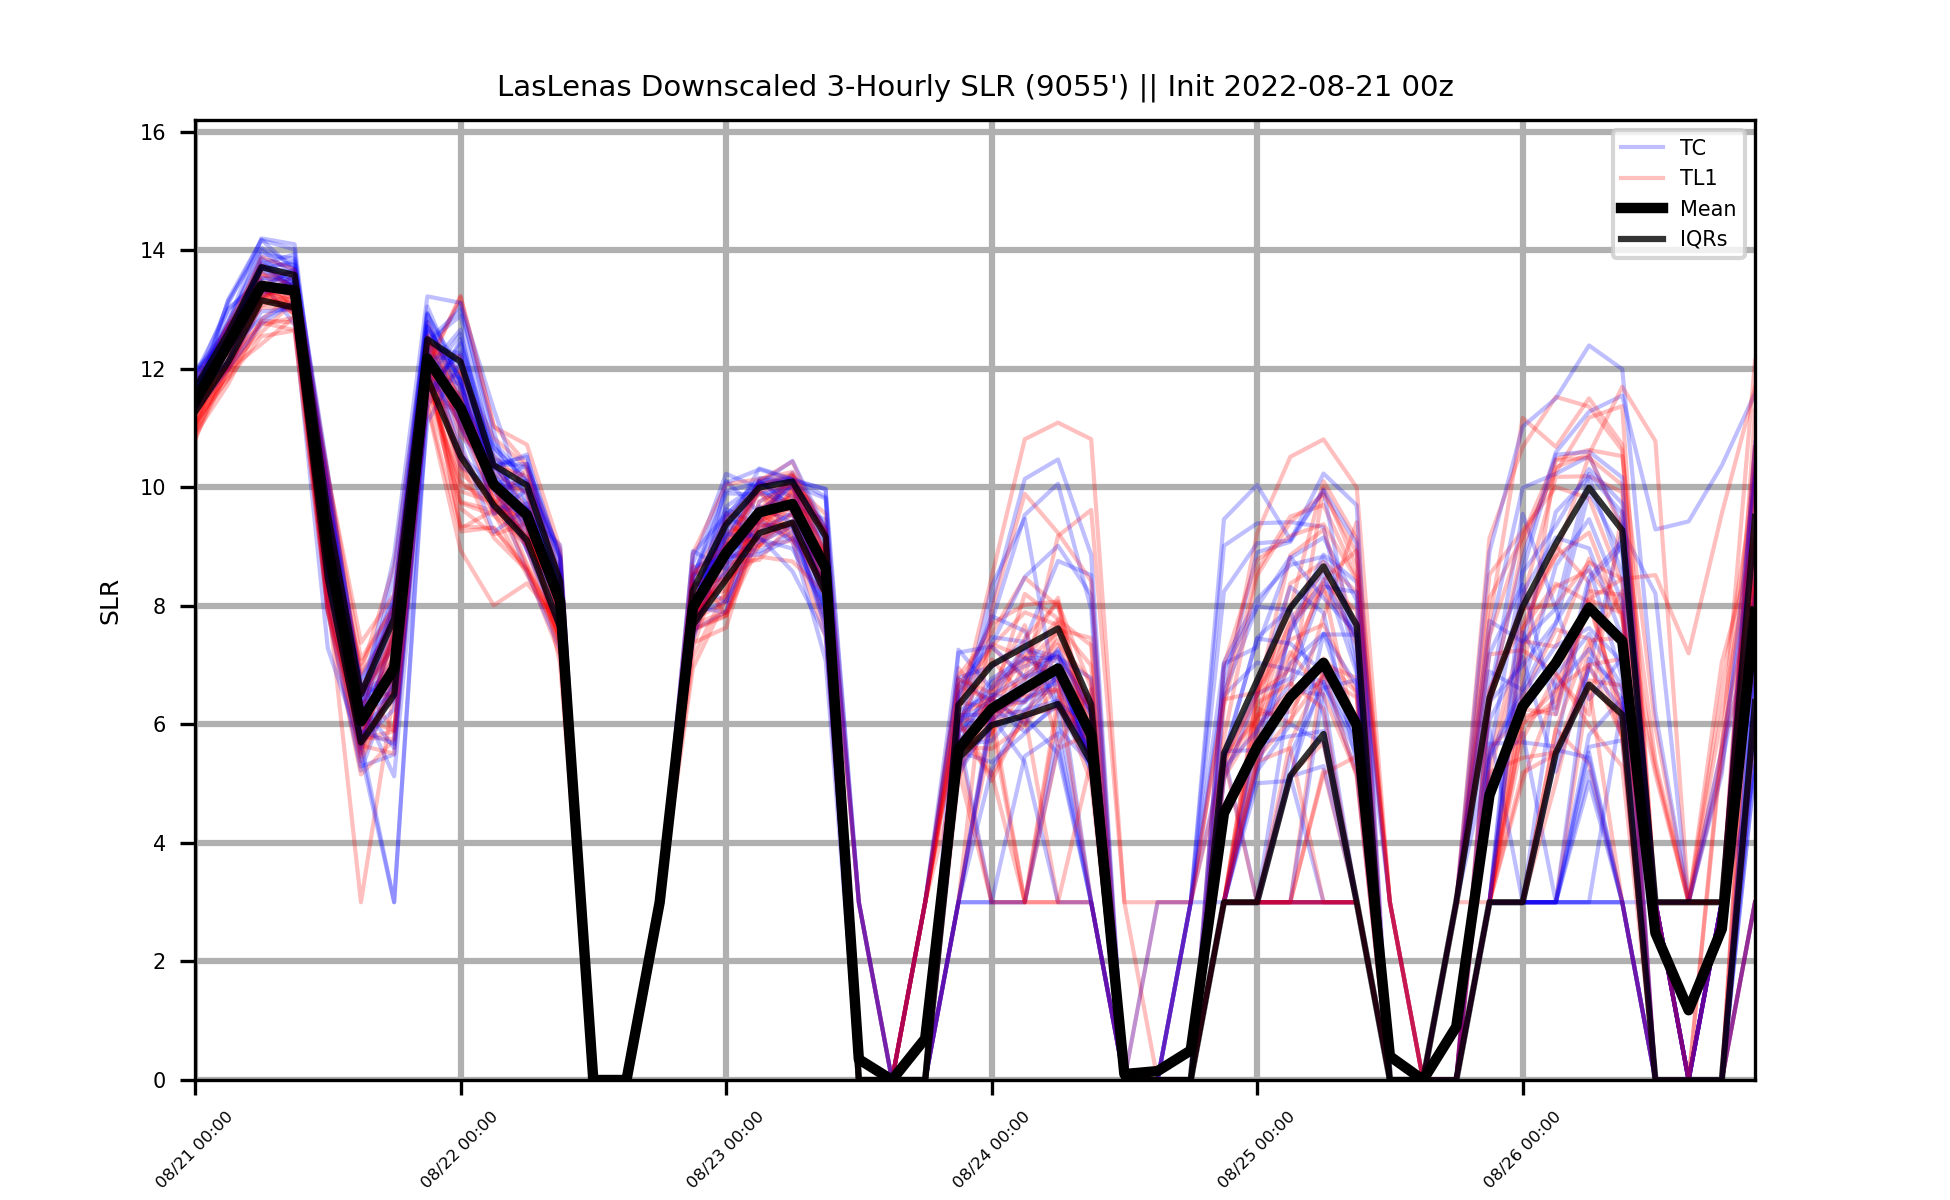 LasLenas Downscaled 3-Hourly SLR (9055') || Init 2022-08-21 00z
TC
TL1
Mean
IQRs
SLR
16
14
12
10
8
6
4
2
0
08/21 00:00
08/22 00:00
08/23 00:00
08/24 00:00
08/25 00:00
08/26 00:00